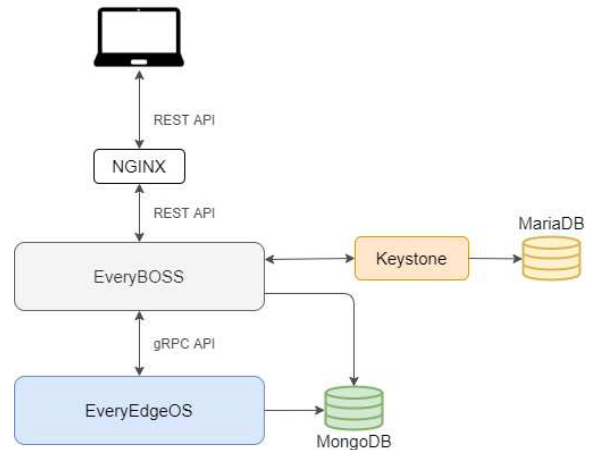 REST API
NGINX
REST API
MariaDB
EveryBOSS
Keystone
gRPC API
EveryEdgeOS
MongoDB